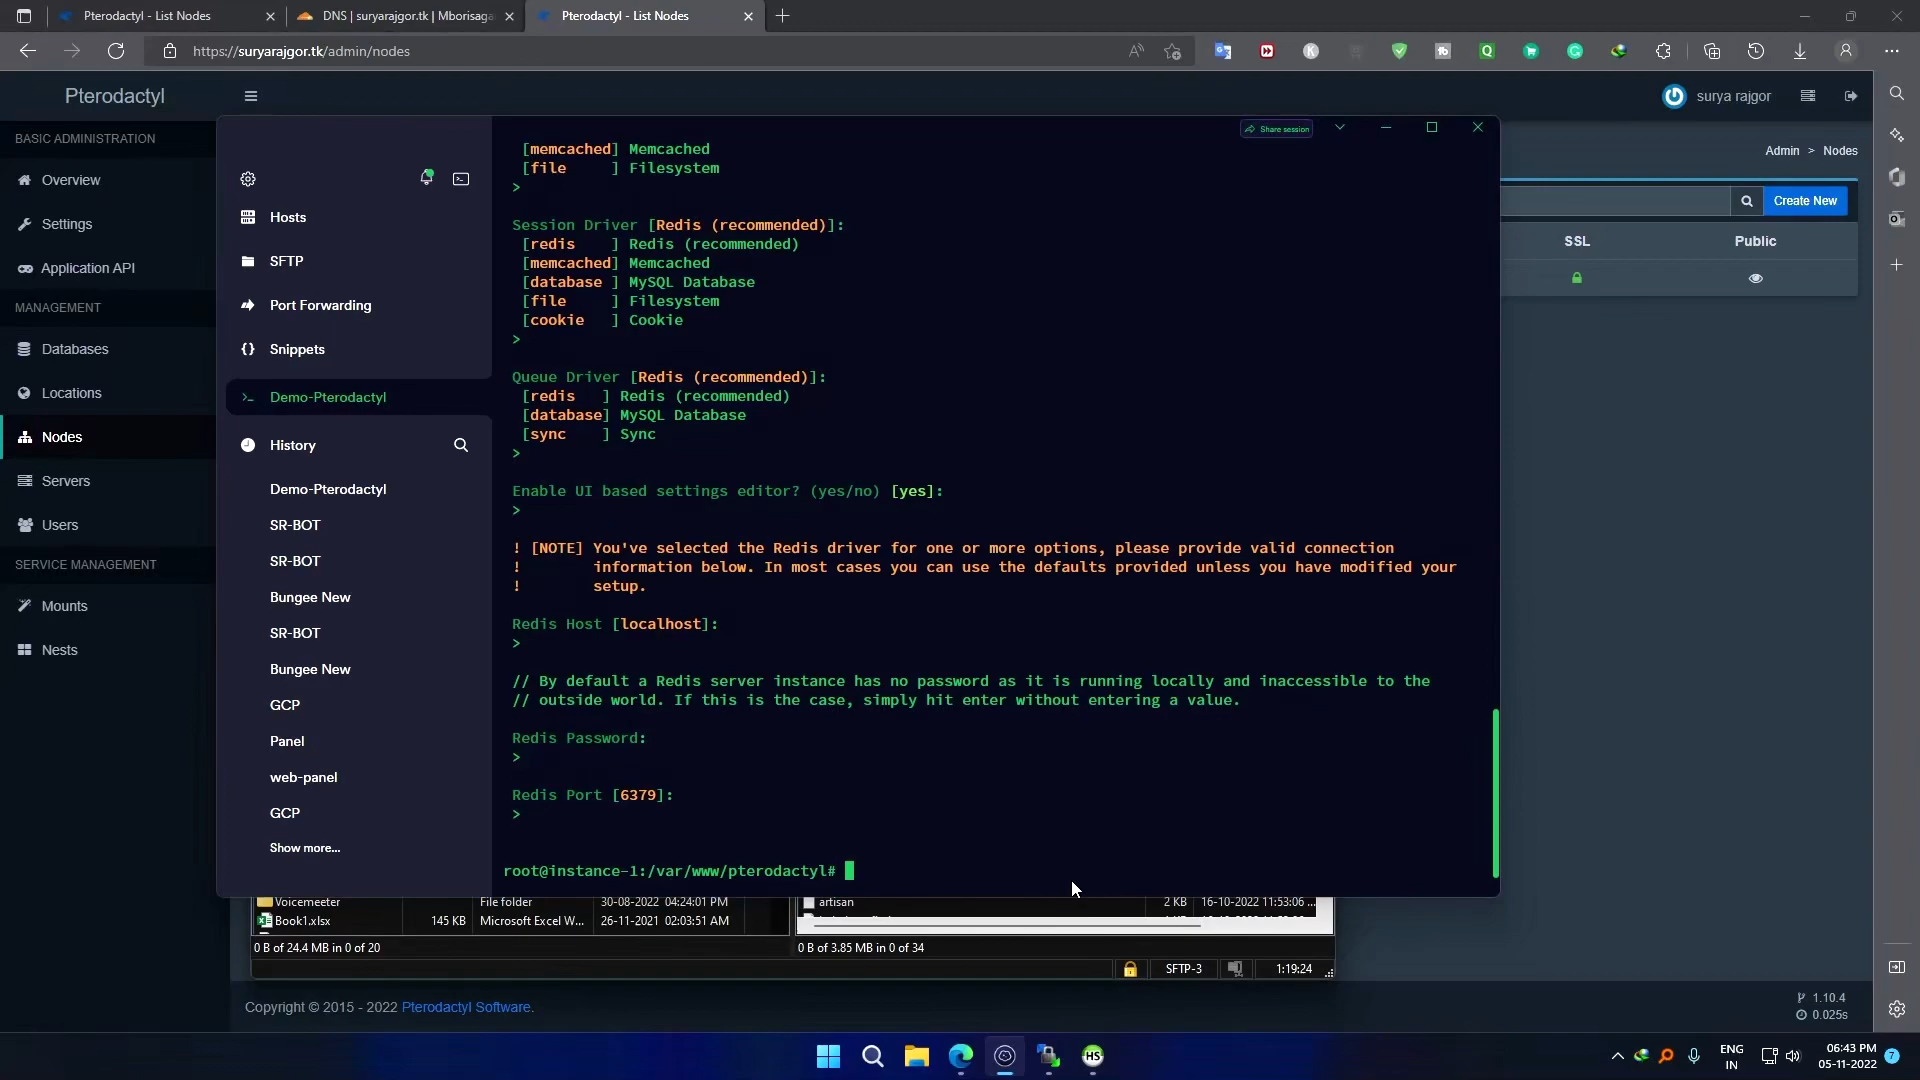 Pterodactyl - List Nodes
DNS | suryarajgor.tk | Mborisaga
Pterodactyl - List Nodes
https://suryarajgor.tk/admin/nodes
Pterodactyl
surya rajgor
BASIC ADMINISTRATION
Overview
Settings
Application API
MANAGEMENT
Databases
Locations
Nodes
Servers
Users
SERVICE MANAGEMENT
Mounts
Nests
Hosts
SFTP
Port Forwarding
Snippets
Demo-Pterodactyl
History
Demo-Pterodactyl
SR-BOT
SR-BOT
Bungee New
SR-BOT
Bungee New
GCP
Panel
web-panel
GCP
Show more...
Share session
[memcached] Memcached
[file     ] Filesystem
>
Session Driver [Redis (recommended)]:
[redis    ] Redis (recommended)
[memcached] Memcached
[database ] MySQL Database
[file     ] Filesystem
[cookie   ] Cookie
>
Queue Driver [Redis (recommended)]:
[redis   ] Redis (recommended)
[database] MySQL Database
[sync    ] Sync
>
Enable UI based settings editor? (yes/no) [yes]:
>
! [NOTE] You've selected the Redis driver for one or more options, please provide valid connection
!        information below. In most cases you can use the defaults provided unless you have modified your
!        setup.
Redis Host [localhost]:
>
// By default a Redis server instance has no password as it is running locally and inaccessible to the
// outside world. If this is the case, simply hit enter without entering a value.
Redis Password:
>
Redis Port [6379]:
>
root@instance-1:/var/www/pterodactyl#
Admin > Nodes
Create New
SSL Public
Voicemeeter File folder 30-08-2022 04:24:01 PM
Book1.xlsx 145 KB Microsoft Excel W... 26-11-2021 02:03:51 AM
0 B of 24.4 MB in 0 of 20
artisan 2 KB 16-10-2022 11:53:06 ...
0 B of 3.85 MB in 0 of 34
SFTP-3 1:19:24
Copyright © 2015 - 2022 Pterodactyl Software.
1.10.4
0.025s
HS
ENG
IN
06:43 PM
05-11-2022
7